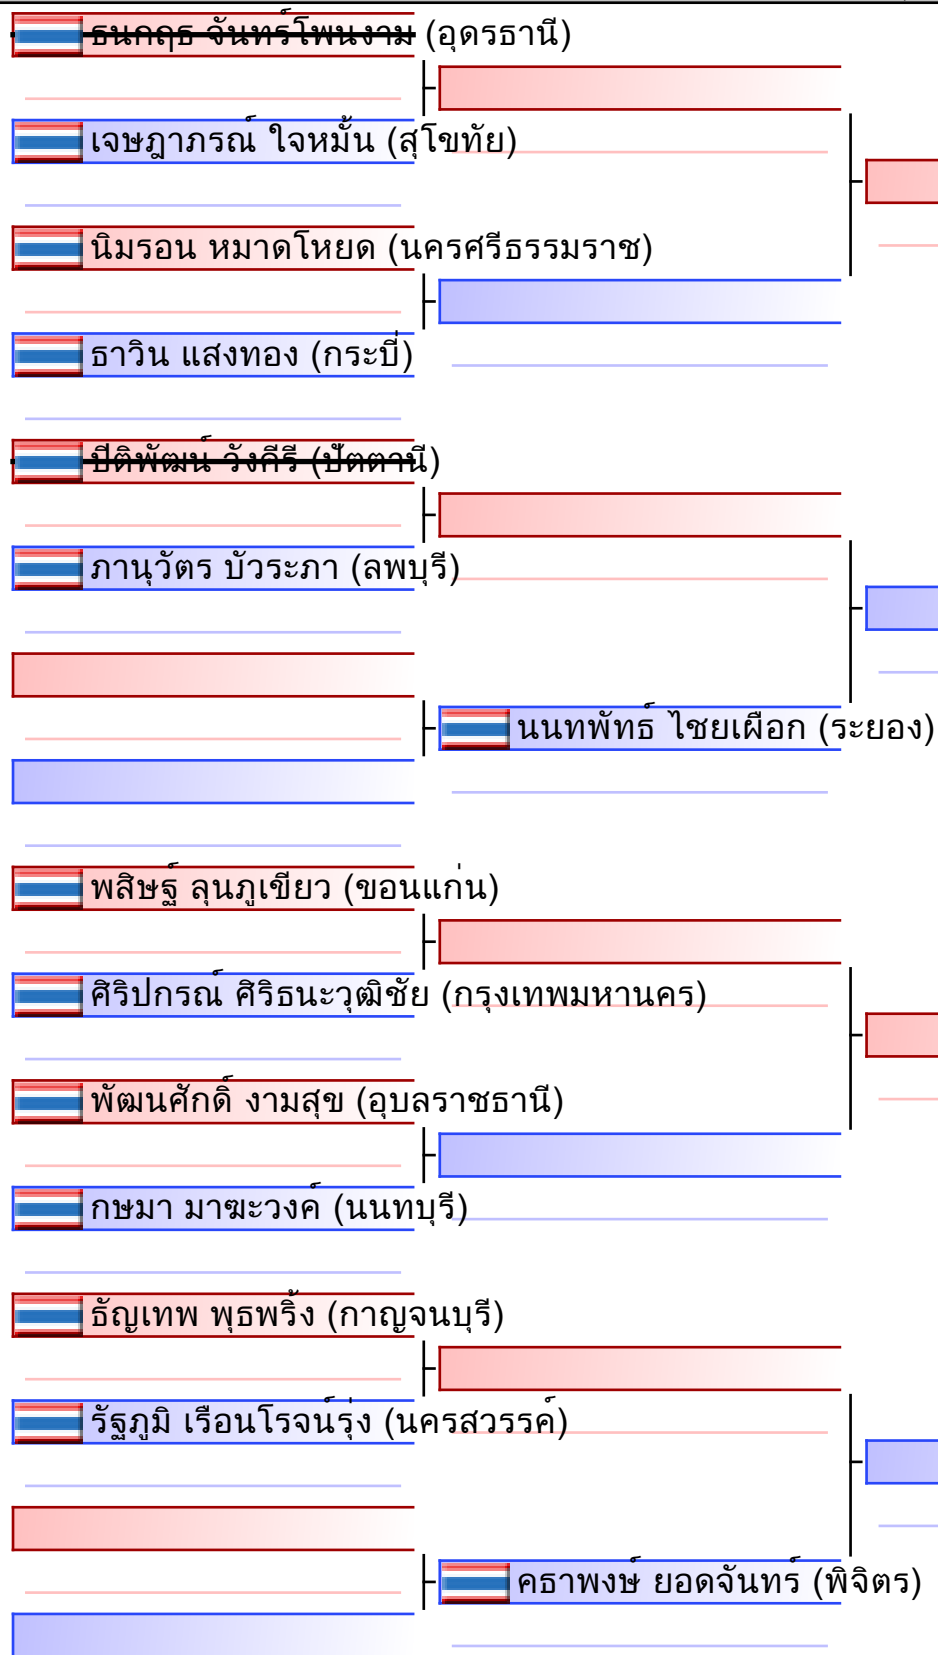 ธนกฤธ จันทร์โพนงาม (อุดรธานี)
เจษฎาภรณ์ ใจหมั้น (สุโขทัย)
นิมรอน หมาดโหยด (นครศรีธรรมราช)
ธาวิน แสงทอง (กระบี่)
ปีติพัฒน์ วังคีรี (ปัตตานี)
ภานุวัตร บัวระภา (ลพบุรี)
นนทพัทธ์ ไชยเผือก (ระยอง)
พสิษฐ์ ลุนภูเขียว (ขอนแก่น)
ศิริปกรณ์ ศิริธนะวุฒิชัย (กรุงเทพมหานคร)
พัฒนศักดิ์ งามสุข (อุบลราชธานี)
กษมา มาฆะวงค์ (นนทบุรี)
ธัญเทพ พุธพริ้ง (กาญจนบุรี)
รัฐภูมิ เรือนโรจน์รุ่ง (นครสวรรค์)
คธาพงษ์ ยอดจันทร์ (พิจิตร)